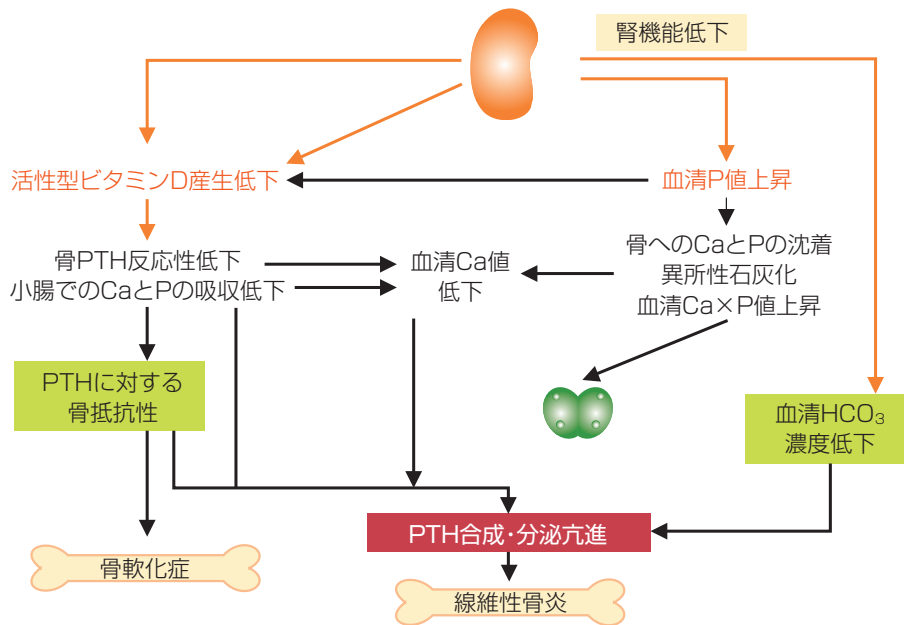 腎機能低下
活性型ビタミンD産生低下
血清P値上昇
骨PTH反応性低下
小腸でのCaとPの吸収低下
血清Ca値
低下
骨へのCaとPの沈着
異所性石灰化
血清Ca×P値上昇
PTHに対する
骨抵抗性
血清HCO₃
濃度低下
PTH合成・分泌亢進
骨軟化症
線維性骨炎